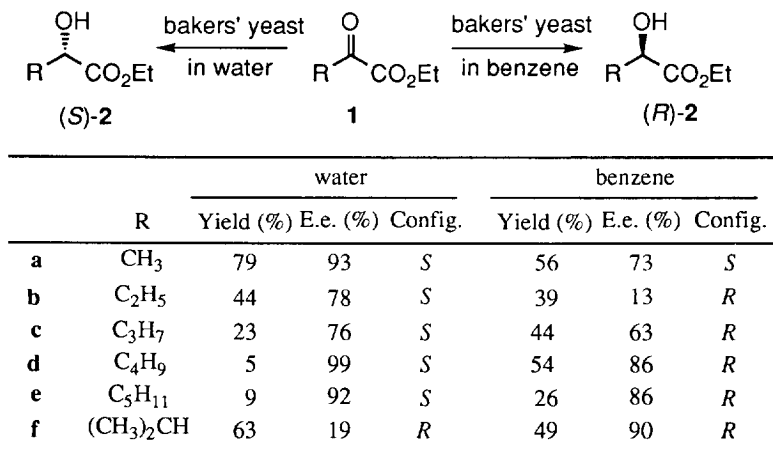 OH O OH
bakers' yeast bakers' yeast
R CO₂Et in water R CO₂Et in benzene R CO₂Et
(S)-2 1 (R)-2
water benzene
R Yield (%) E.e. (%) Config. Yield (%) E.e. (%) Config.
a CH₃ 79 93 S 56 73 S
b C₂H₅ 44 78 S 39 13 R
c C₃H₇ 23 76 S 44 63 R
d C₄H₉ 5 99 S 54 86 R
e C₅H₁₁ 9 92 S 26 86 R
f (CH₃)₂CH 63 19 R 49 90 R